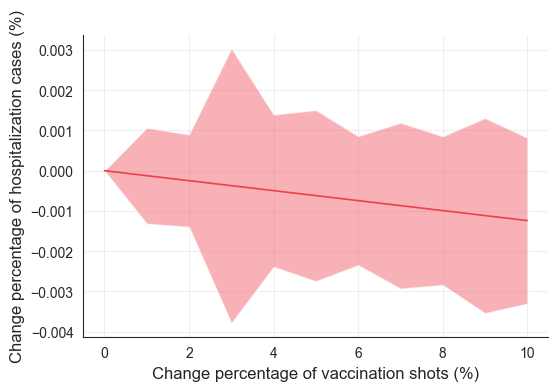 Change percentage of hospitalization cases (%)
0.003
0.002
0.001
0.000
−0.001
−0.002
−0.003
−0.004
0 2 4 6 8 10
Change percentage of vaccination shots (%)